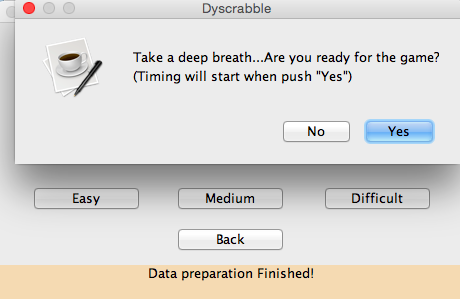 Dyscrabble
Take a deep breath...Are you ready for the game?
(Timing will start when push "Yes")
No Yes
Easy Medium Difficult
Back
Data preparation Finished!